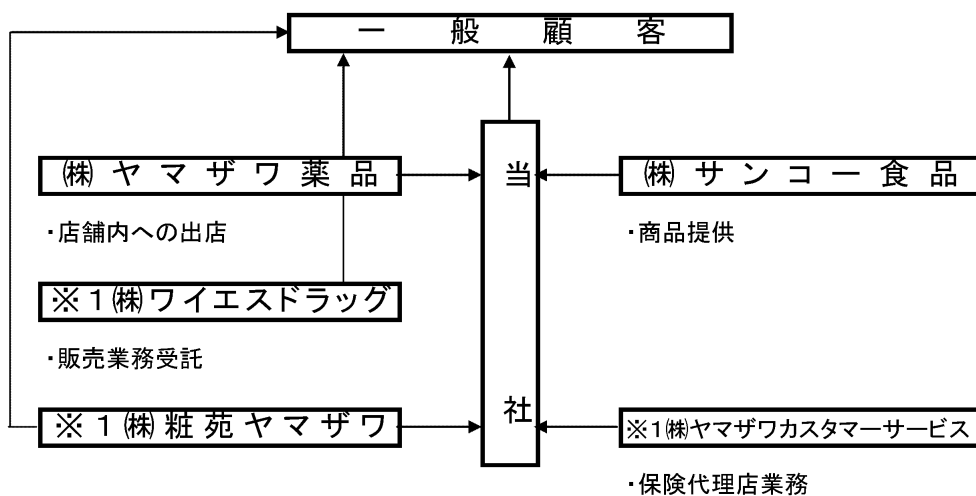 一般顧客
㈱ヤマザワ薬品
・店舗内への出店
※1㈱ワイエスドラッグ
・販売業務受託
※1㈱粧苑ヤマザワ
当社
㈱サンコー食品
・商品提供
※1㈱ヤマザワカスタマーサービス
・保険代理店業務